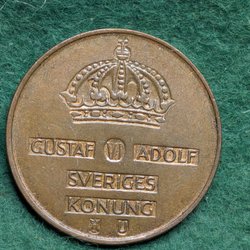 GUSTAF VI ADOLF
SVERIGES
KONUNG
U